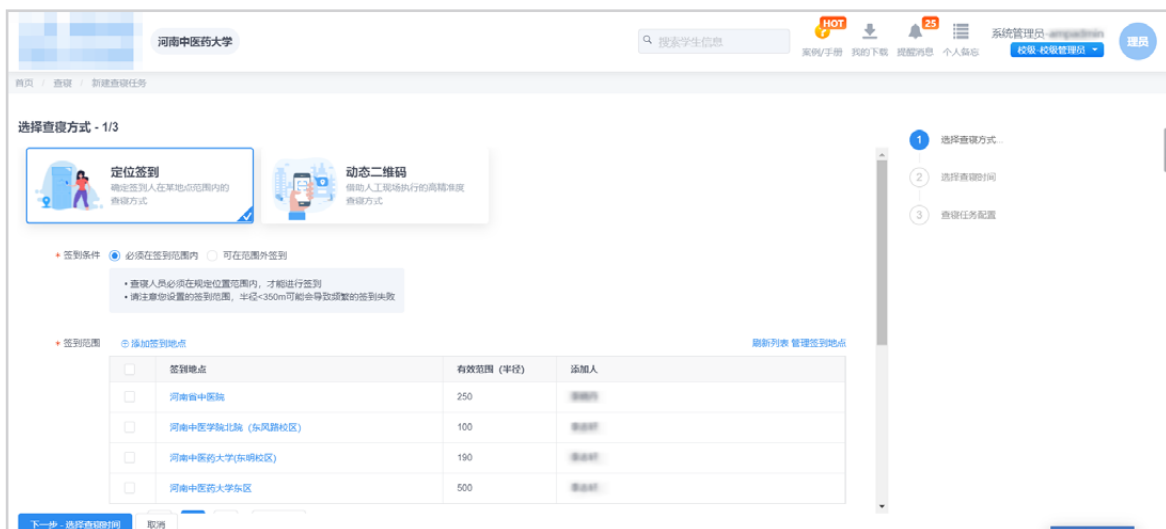 河南中医药大学
搜索学生信息
HOT
案例/手册
我的下载
25
提醒消息
个人备忘
系统管理员
校级-校级管理员
理员
首页 / 查寝 / 新建查寝任务
选择查寝方式 - 1/3
定位签到
确定签到人在某地点范围内的
查寝方式
动态二维码
借助人工现场执行的高精准度
查寝方式
* 签到条件 必须在签到范围内 可在范围外签到
• 查寝人员必须在规定位置范围内，才能进行签到
• 请注意您设置的签到范围，半径<350m可能会导致频繁的签到失败
* 签到范围 添加签到地点 刷新列表 管理签到地点
签到地点 有效范围（半径） 添加人
河南省中医院 250
河南中医学院北院（东风路校区） 100
河南中医药大学(东明校区) 190
河南中医药大学东区 500
下一步 - 选择查寝时间 取消
1 选择查寝方式...
2 选择查寝时间
3 查寝任务配置